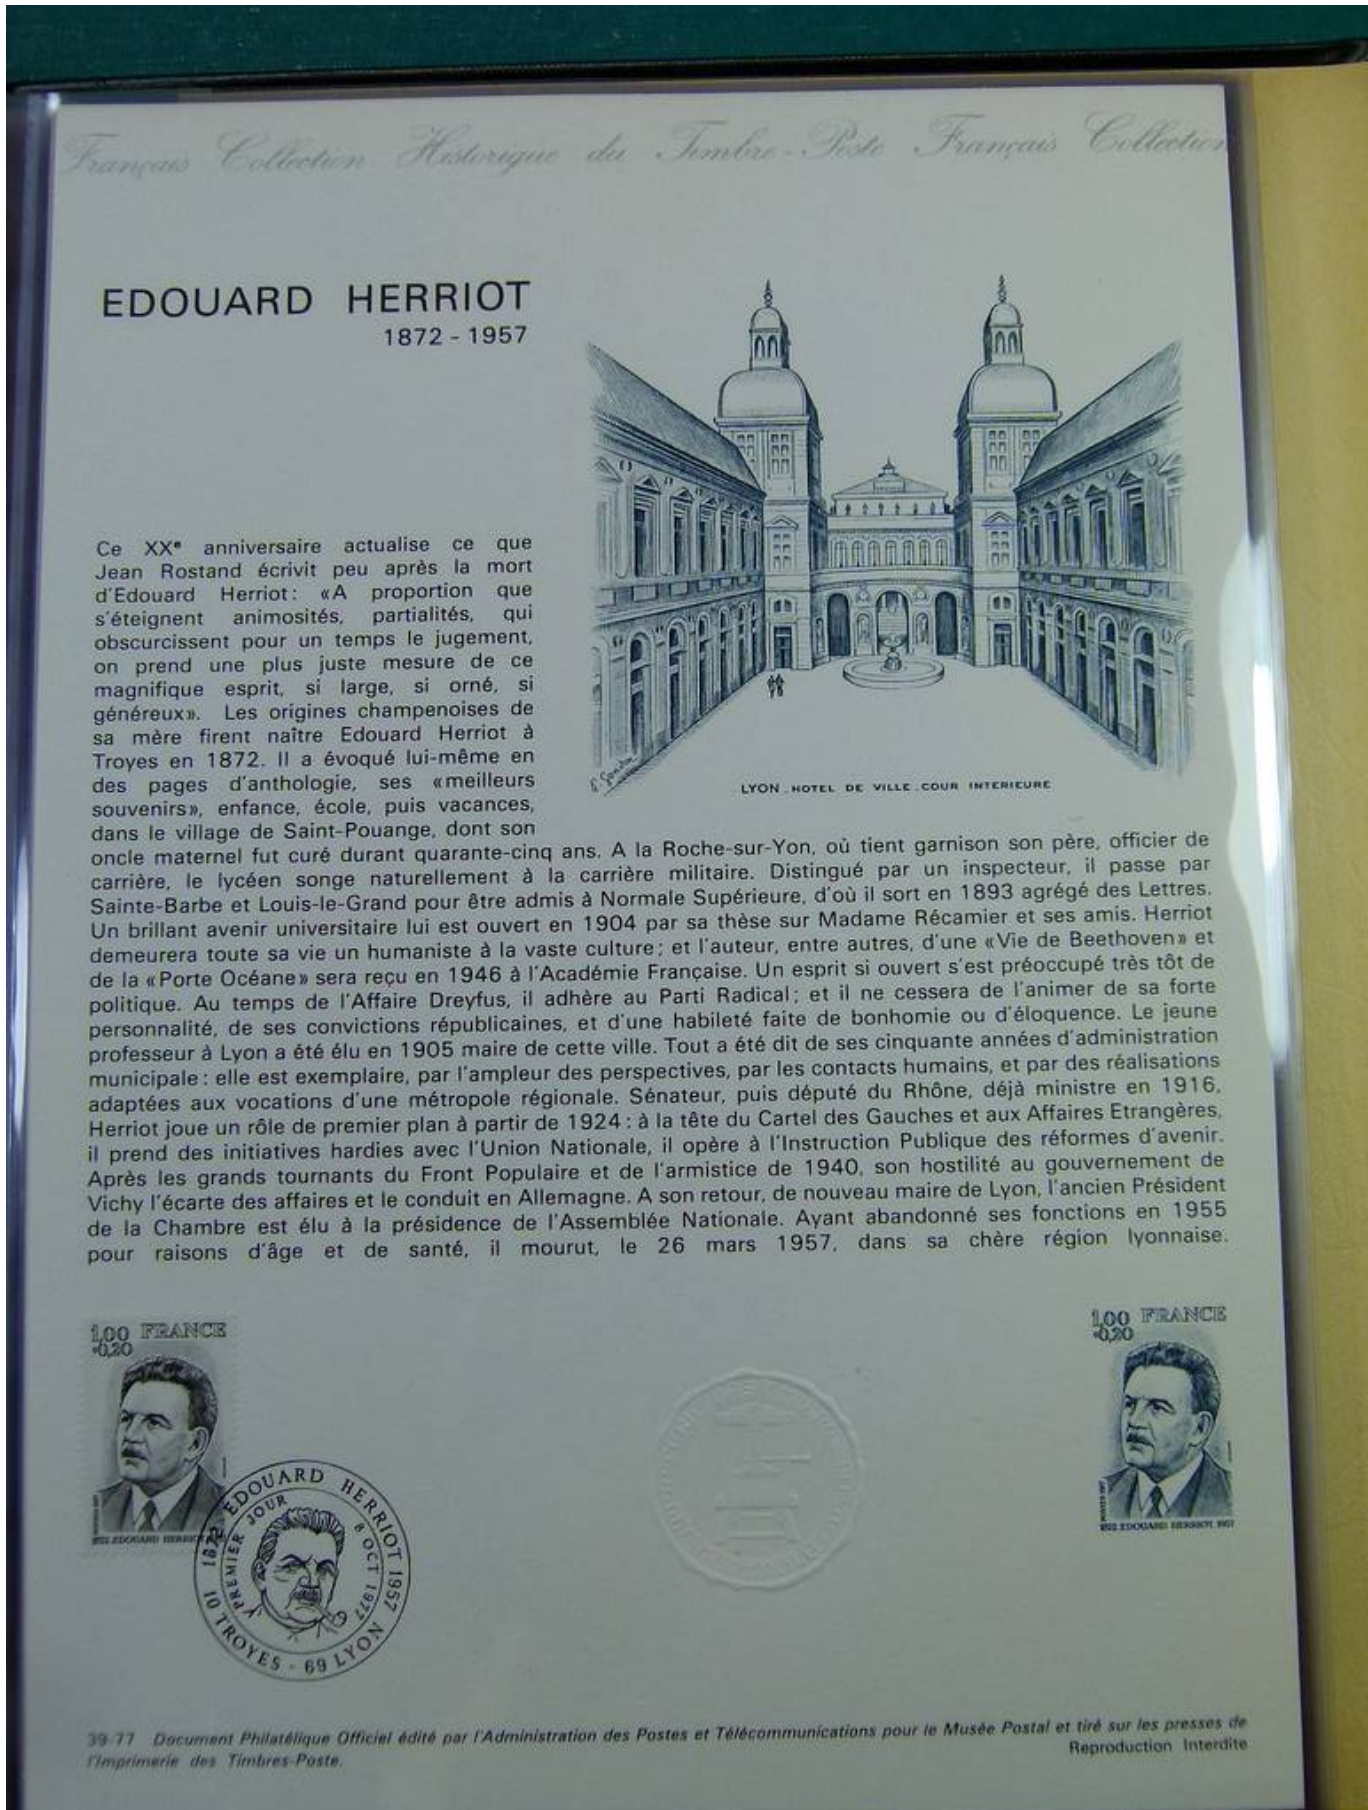 Français Collection Historique du Timbre-Poste Français Collection
EDOUARD HERRIOT
1872 - 1957
Ce XXe anniversaire actualise ce que
Jean Rostand écrivit peu après la mort
d'Edouard Herriot: «A proportion que
s'éteignent animosités, partialités, qui
obscurcissent pour un temps le jugement,
on prend une plus juste mesure de ce
magnifique esprit, si large, si orné, si
généreux». Les origines champenoises de
sa mère firent naître Edouard Herriot à
Troyes en 1872. Il a évoqué lui-même en
des pages d'anthologie, ses «meilleurs
souvenirs», enfance, école, puis vacances,
dans le village de Saint-Pouange, dont son
oncle maternel fut curé durant quarante-cinq ans. A la Roche-sur-Yon, où tient garnison son père, officier de
carrière, le lycéen songe naturellement à la carrière militaire. Distingué par un inspecteur, il passe par
Sainte-Barbe et Louis-le-Grand pour être admis à Normale Supérieure, d'où il sort en 1893 agrégé des Lettres.
Un brillant avenir universitaire lui est ouvert en 1904 par sa thèse sur Madame Récamier et ses amis. Herriot
demeurera toute sa vie un humaniste à la vaste culture; et l'auteur, entre autres, d'une «Vie de Beethoven» et
de la «Porte Océane» sera reçu en 1946 à l'Académie Française. Un esprit si ouvert s'est préoccupé très tôt de
politique. Au temps de l'Affaire Dreyfus, il adhère au Parti Radical; et il ne cessera de l'animer de sa forte
personnalité, de ses convictions républicaines, et d'une habileté faite de bonhomie ou d'éloquence. Le jeune
professeur à Lyon a été élu en 1905 maire de cette ville. Tout a été dit de ses cinquante années d'administration
municipale : elle est exemplaire, par l'ampleur des perspectives, par les contacts humains, et par des réalisations
adaptées aux vocations d'une métropole régionale. Sénateur, puis député du Rhône, déjà ministre en 1916,
Herriot joue un rôle de premier plan à partir de 1924 : à la tête du Cartel des Gauches et aux Affaires Etrangères,
il prend des initiatives hardies avec l'Union Nationale, il opère à l'Instruction Publique des réformes d'avenir.
Après les grands tournants du Front Populaire et de l'armistice de 1940, son hostilité au gouvernement de
Vichy l'écarte des affaires et le conduit en Allemagne. A son retour, de nouveau maire de Lyon, l'ancien Président
de la Chambre est élu à la présidence de l'Assemblée Nationale. Ayant abandonné ses fonctions en 1955
pour raisons d'âge et de santé, il mourut, le 26 mars 1957, dans sa chère région lyonnaise.
LYON_HOTEL DE VILLE_COUR INTERIEURE
1,00 FRANCE
+0,20
1872 EDOUARD HERRIOT
1872 EDOUARD HERRIOT 1957
PREMIER JOUR 8 OCT 1977
10 TROYES - 69 LYON
1,00 FRANCE
+0,20
1872 EDOUARD HERRIOT 1957
39-77 Document Philatélique Officiel édité par l'Administration des Postes et Télécommunications pour le Musée Postal et tiré sur les presses de
l'Imprimerie des Timbres-Poste.
Reproduction Interdite